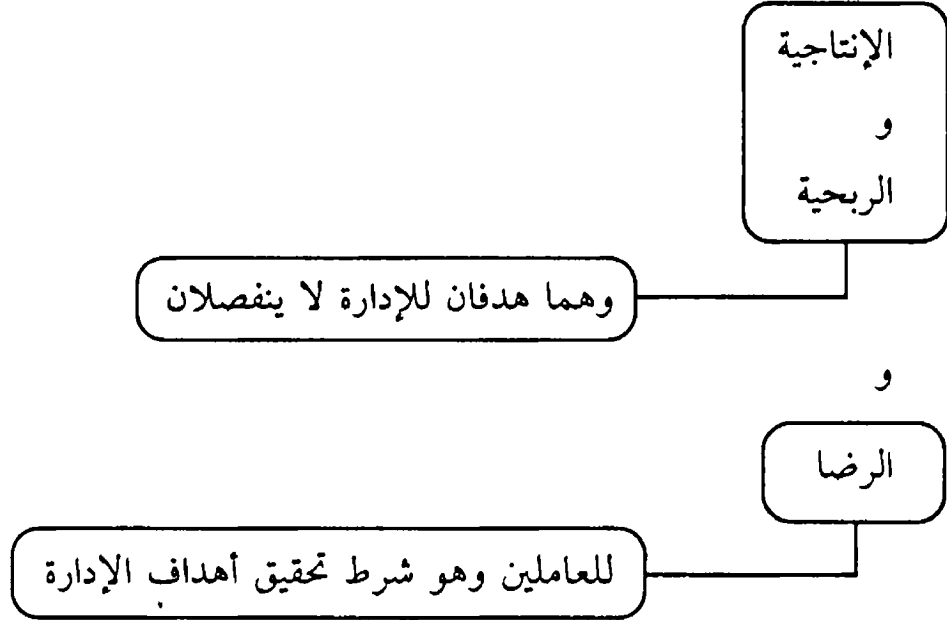 الإنتاجية
و
الربحية
وهما هدفان للإدارة لا ينفصلان
و
الرضا
للعاملين وهو شرط تحقيق أهداف الإدارة